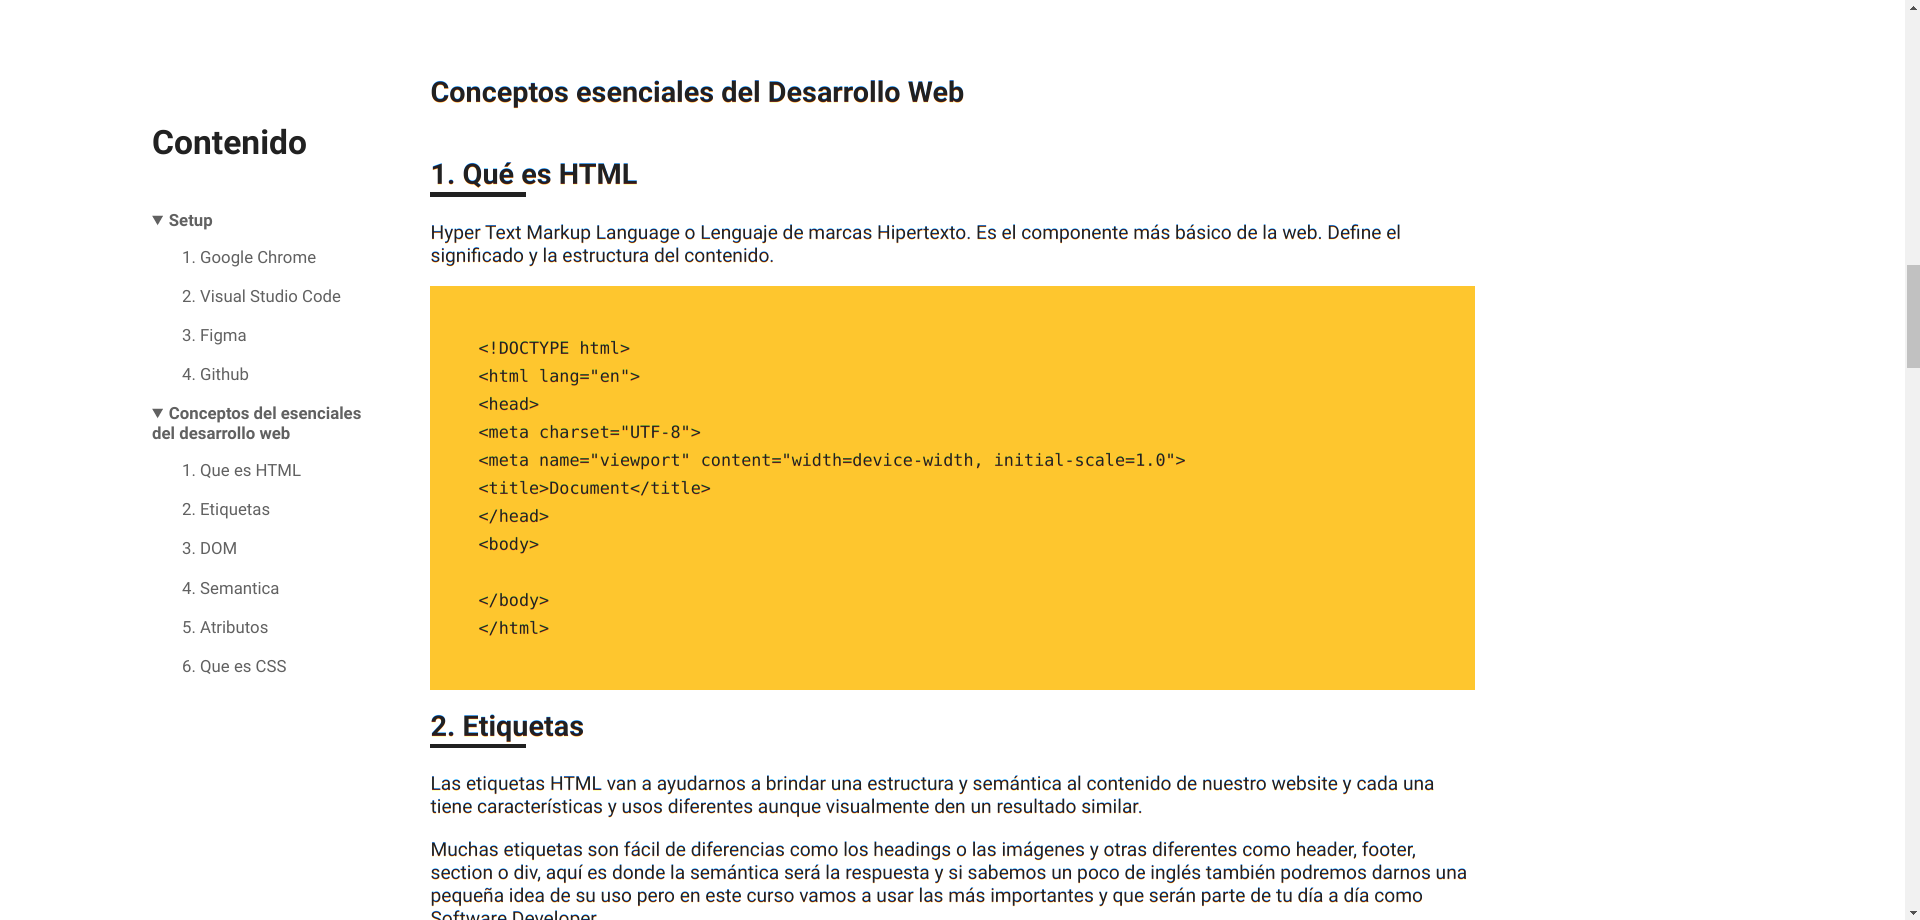 Contenido
▼ Setup
1. Google Chrome
2. Visual Studio Code
3. Figma
4. Github
▼ Conceptos del esenciales
del desarrollo web
1. Que es HTML
2. Etiquetas
3. DOM
4. Semantica
5. Atributos
6. Que es CSS
Conceptos esenciales del Desarrollo Web
1. Qué es HTML
Hyper Text Markup Language o Lenguaje de marcas Hipertexto. Es el componente más básico de la web. Define el
significado y la estructura del contenido.
<!DOCTYPE html>
<html lang="en">
<head>
<meta charset="UTF-8">
<meta name="viewport" content="width=device-width, initial-scale=1.0">
<title>Document</title>
</head>
<body>
</body>
</html>
2. Etiquetas
Las etiquetas HTML van a ayudarnos a brindar una estructura y semántica al contenido de nuestro website y cada una
tiene características y usos diferentes aunque visualmente den un resultado similar.
Muchas etiquetas son fácil de diferencias como los headings o las imágenes y otras diferentes como header, footer,
section o div, aquí es donde la semántica será la respuesta y si sabemos un poco de inglés también podremos darnos una
pequeña idea de su uso pero en este curso vamos a usar las más importantes y que serán parte de tu día a día como
Software Developer.